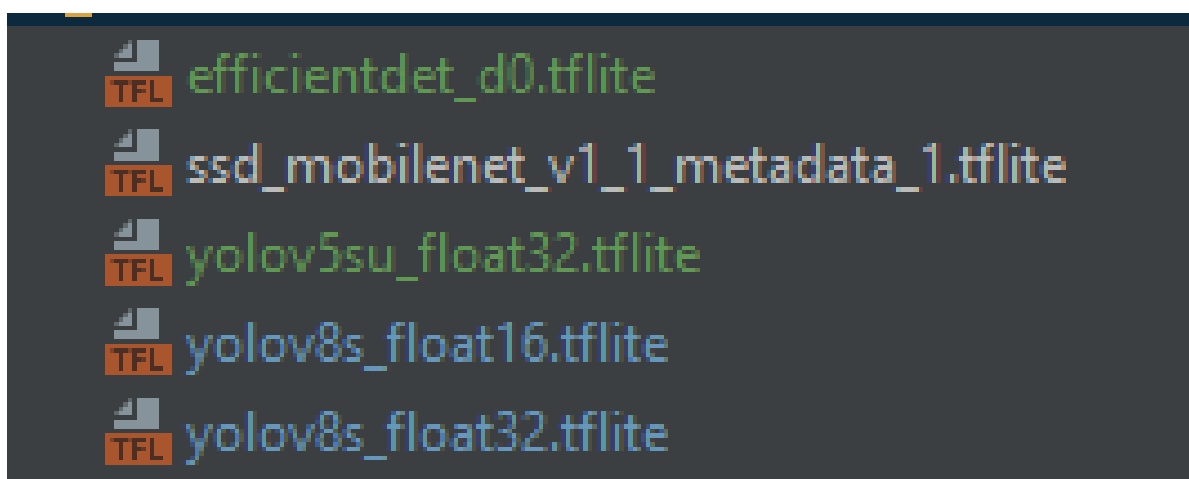 TFL efficientdet_d0.tflite
TFL ssd_mobilenet_v1_1_metadata_1.tflite
TFL yolov5su_float32.tflite
TFL yolov8s_float16.tflite
TFL yolov8s_float32.tflite